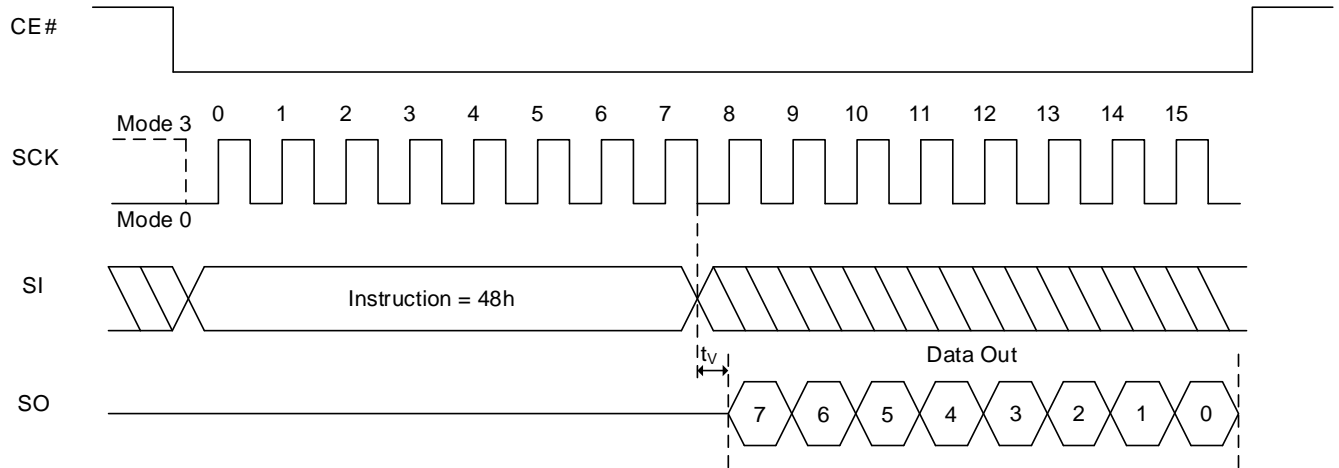 CE#
0 1 2 3 4 5 6 7 8 9 10 11 12 13 14 15
Mode 3
SCK
Mode 0
SI
Instruction = 48h
tV
Data Out
SO
7 6 5 4 3 2 1 0